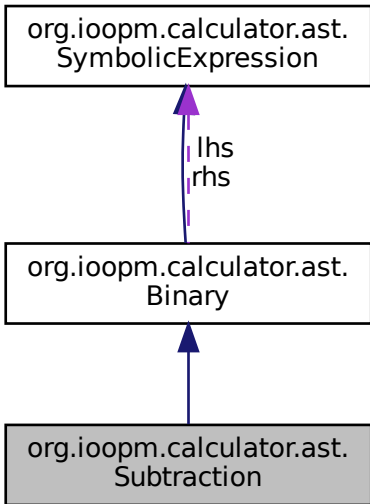 org.ioopm.calculator.ast.
SymbolicExpression
lhs
rhs
org.ioopm.calculator.ast.
Binary
org.ioopm.calculator.ast.
Subtraction